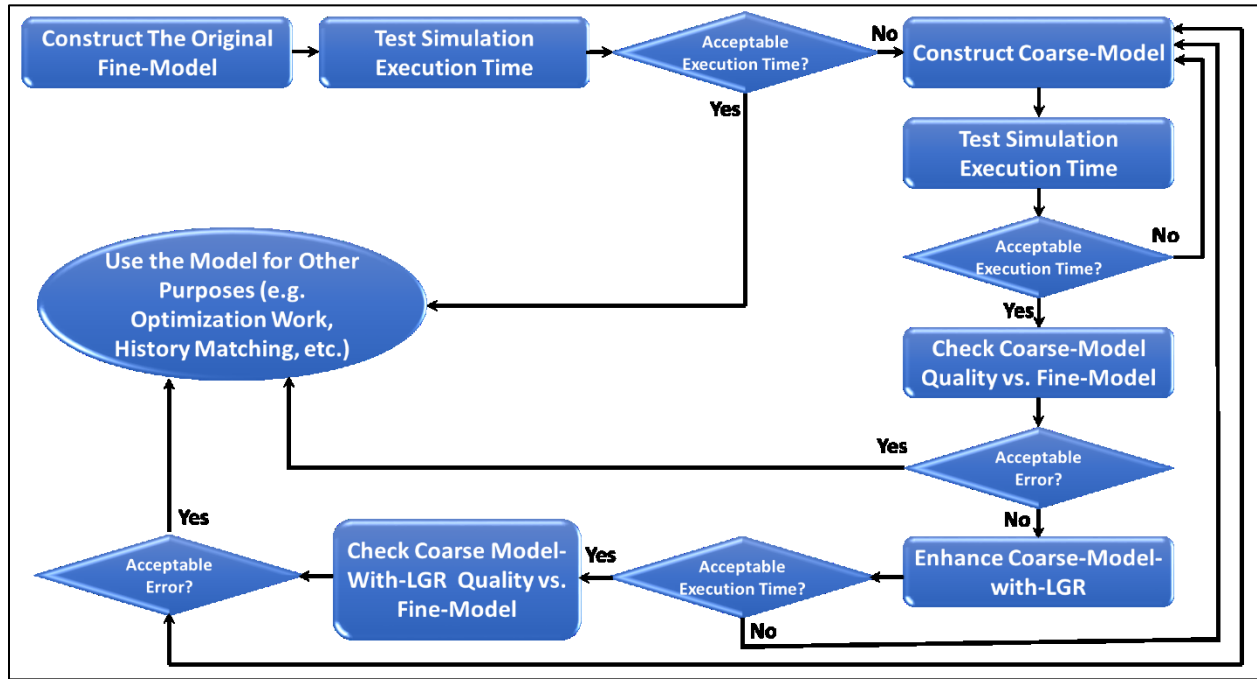 Construct The Original
Fine-Model
Test Simulation
Execution Time
Acceptable
Execution Time?
No
Construct Coarse-Model
Yes
Test Simulation
Execution Time
Acceptable
Execution Time?
No
Use the Model for Other
Purposes (e.g.
Optimization Work,
History Matching, etc.)
Yes
Check Coarse-Model
Quality vs. Fine-Model
Yes
Acceptable
Error?
No
Enhance Coarse-Model-
with-LGR
Acceptable
Execution Time?
Yes
No
Check Coarse Model-
With-LGR Quality vs.
Fine-Model
Acceptable
Error?
Yes